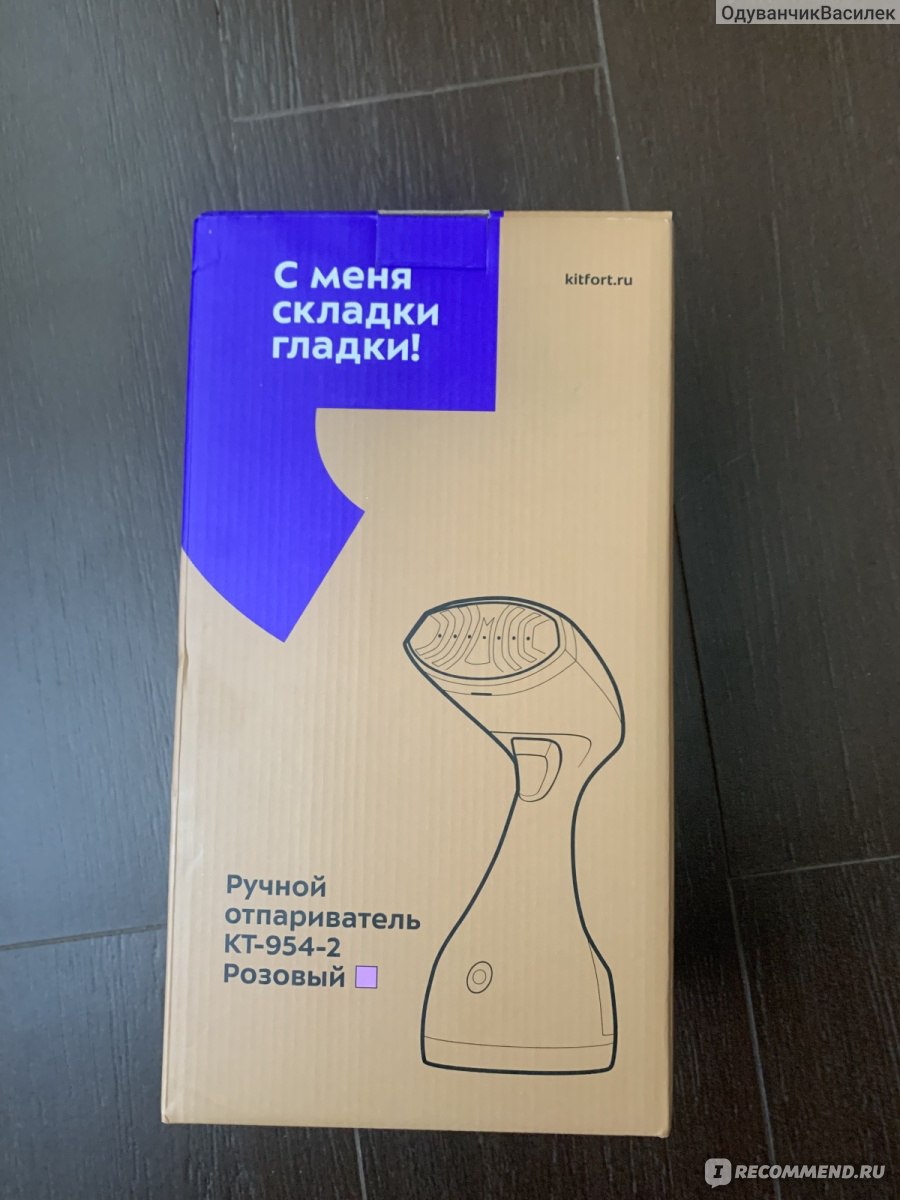 ОдуванчикВасилек
С меня
складки
гладки!
kitfort.ru
Ручной
отпариватель
КТ-954-2
Розовый
IRECOMMEND.RU